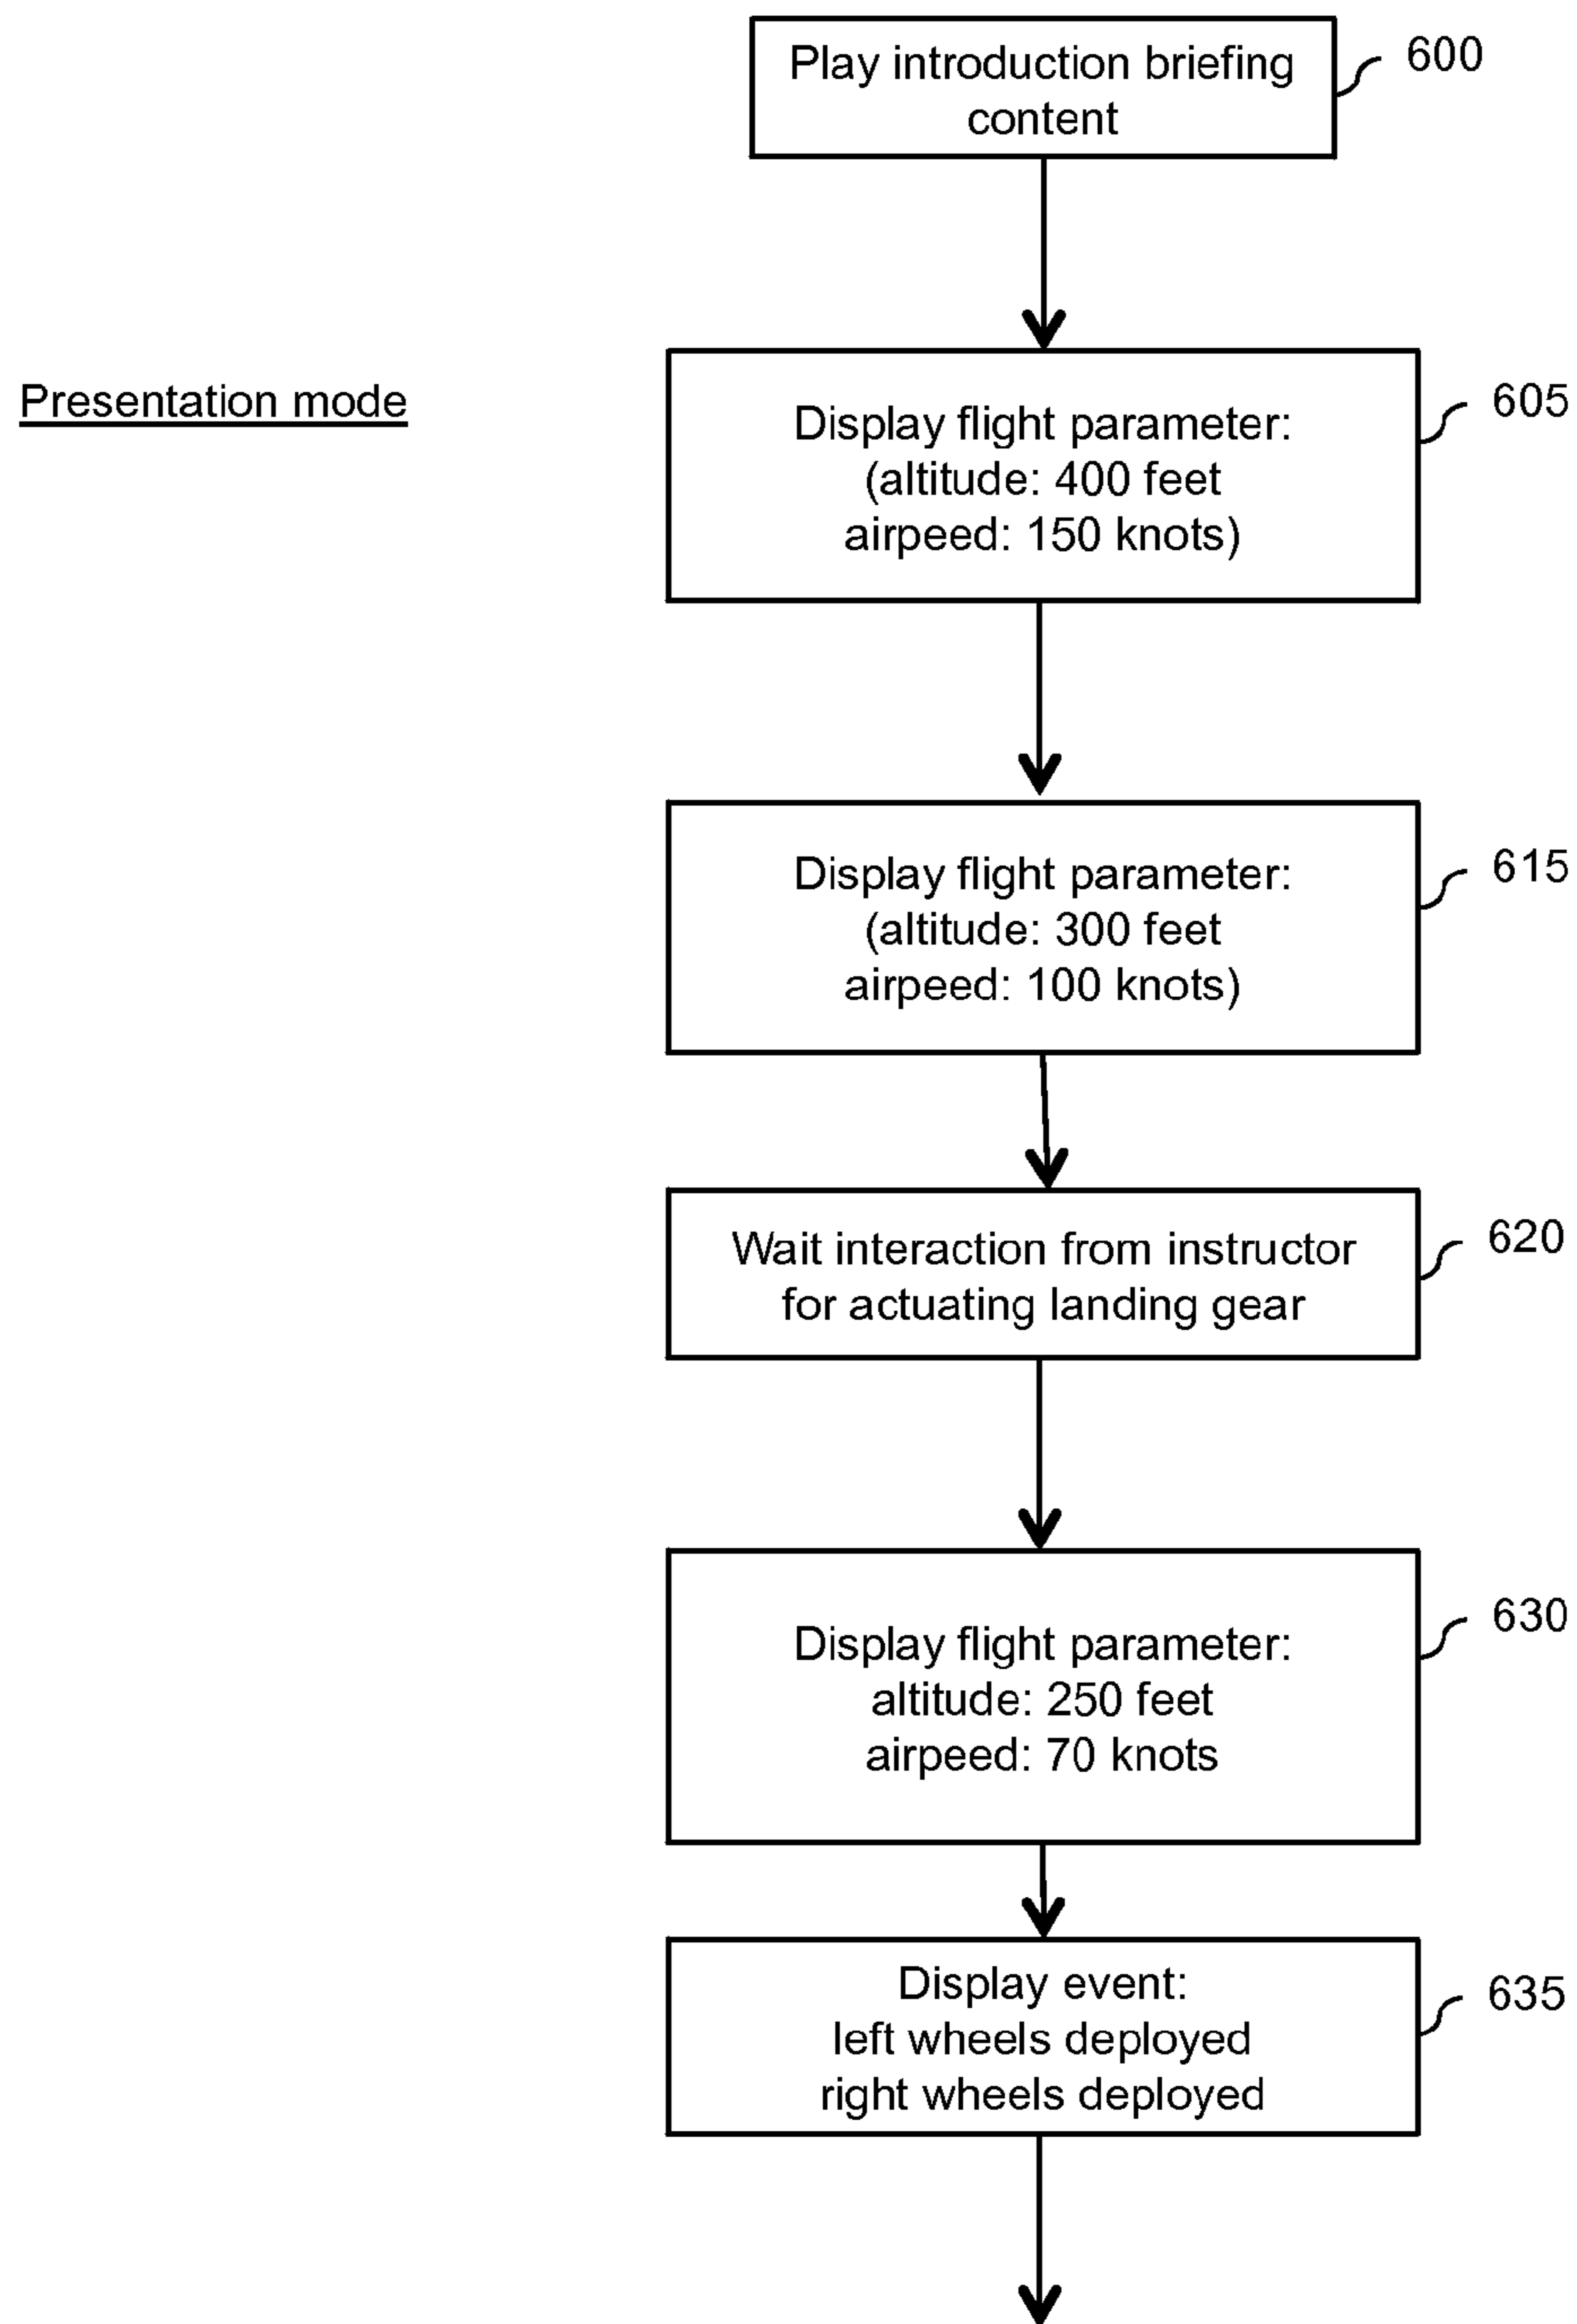 Play introduction briefing
content
600
Presentation mode
Display flight parameter:
(altitude: 400 feet
airpeed: 150 knots)
605
Display flight parameter:
(altitude: 300 feet
airpeed: 100 knots)
615
Wait interaction from instructor
for actuating landing gear
620
Display flight parameter:
altitude: 250 feet
airpeed: 70 knots
630
Display event:
left wheels deployed
right wheels deployed
635